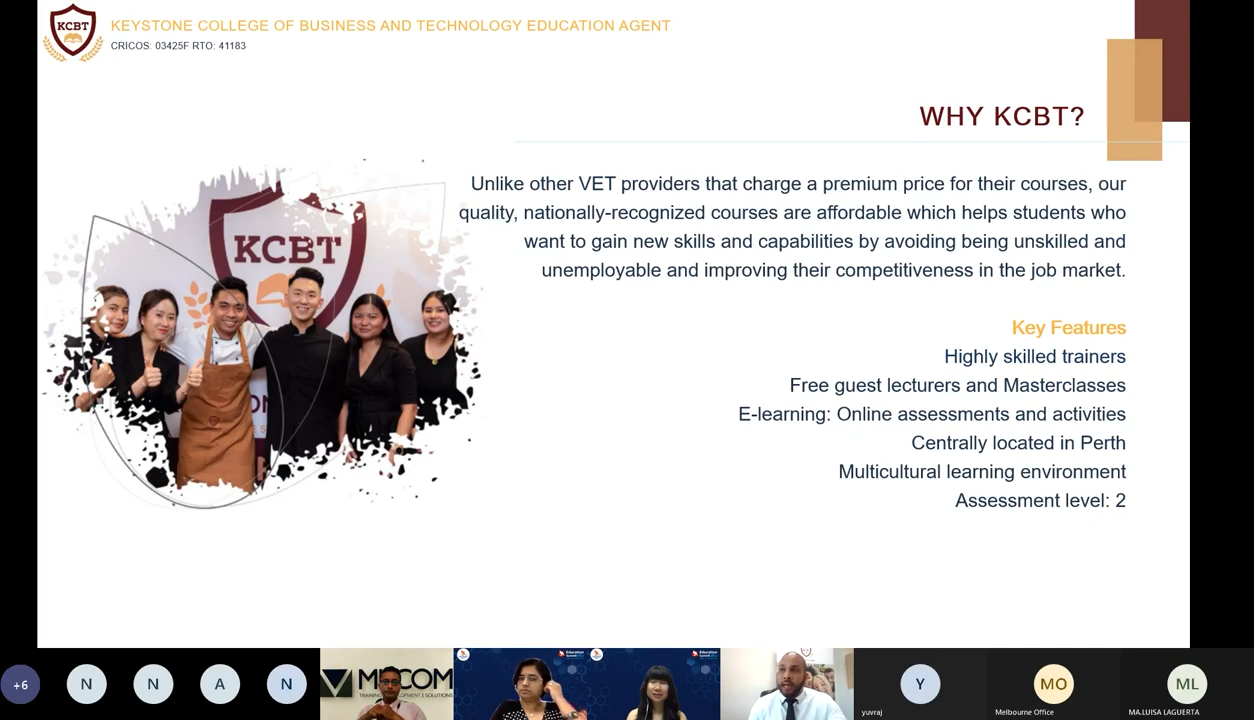 KCBT
KEYSTONE COLLEGE OF BUSINESS AND TECHNOLOGY EDUCATION AGENT
CRICOS: 03425F RTO: 41183
WHY KCBT?
Unlike other VET providers that charge a premium price for their courses, our
quality, nationally-recognized courses are affordable which helps students who
want to gain new skills and capabilities by avoiding being unskilled and
unemployable and improving their competitiveness in the job market.
KCBT
Key Features
Highly skilled trainers
Free guest lecturers and Masterclasses
E-learning: Online assessments and activities
Centrally located in Perth
Multicultural learning environment
Assessment level: 2
+6
N
N
A
N
Education
Education
Y
yuvraj
MO
Melbourne Office
ML
MA.LUISA LAGUERTA